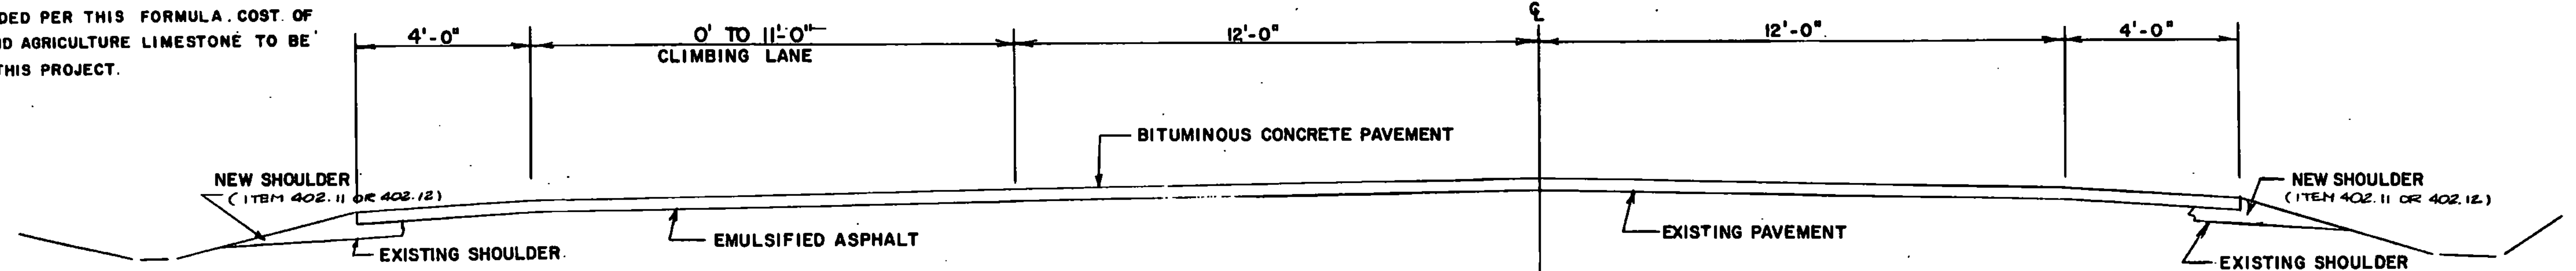 DED PER THIS FORMULA. COST OF
ND AGRICULTURE LIMESTONE TO BE
THIS PROJECT.
4'-0"
0' TO 11'-0"
CLIMBING LANE
12'-0"
℄
12'-0"
4'-0"
BITUMINOUS CONCRETE PAVEMENT
NEW SHOULDER
(ITEM 402.11 OR 402.12)
NEW SHOULDER
(ITEM 402.11 OR 402.12)
EMULSIFIED ASPHALT
EXISTING PAVEMENT
EXISTING SHOULDER
EXISTING SHOULDER